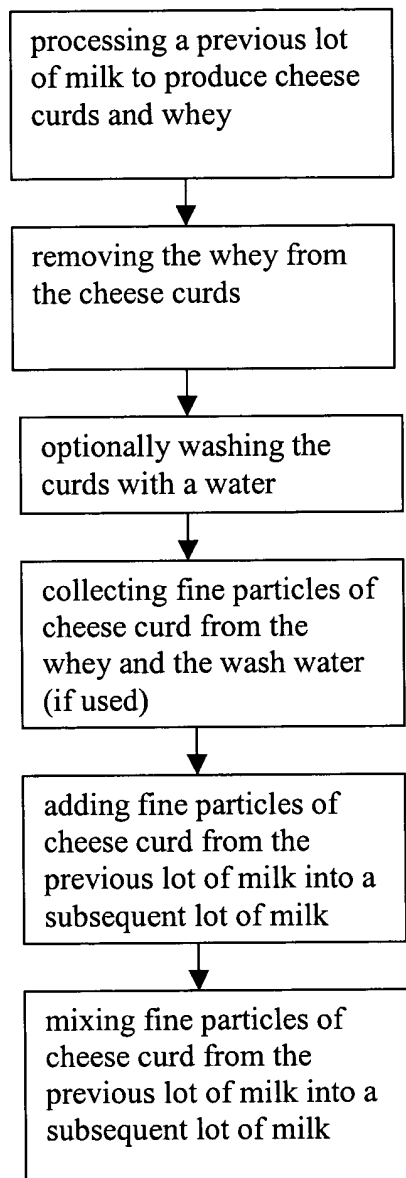 processing a previous lot
of milk to produce cheese
curds and whey
removing the whey from
the cheese curds
optionally washing the
curds with a water
collecting fine particles of
cheese curd from the
whey and the wash water
(if used)
adding fine particles of
cheese curd from the
previous lot of milk into a
subsequent lot of milk
mixing fine particles of
cheese curd from the
previous lot of milk into a
subsequent lot of milk